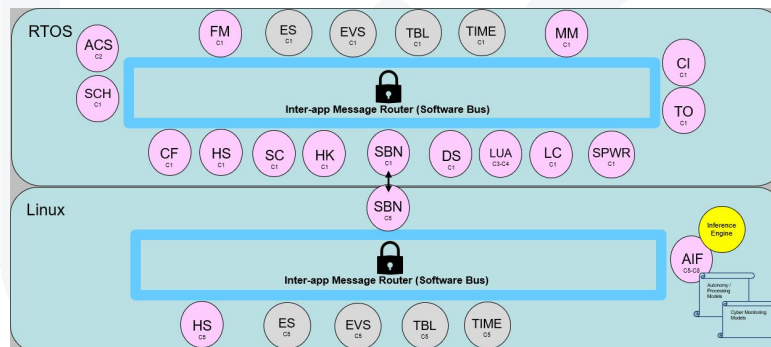 RTOS
ACS
C2
FM
C1
ES
C1
EVS
C1
TBL
C1
TIME
C1
MM
C1
CI
C1
SCH
C1
Inter-app Message Router (Software Bus)
TO
C1
CF
C1
HS
C1
SC
C1
HK
C1
SBN
C1
DS
C1
LUA
C3-C4
LC
C1
SPWR
C1
Linux
SBN
C5
Inference
Engine
AIF
C5-C8
Inter-app Message Router (Software Bus)
Autonomy /
Processing
Models
Cyber Monitoring
Models
HS
C5
ES
C5
EVS
C5
TBL
C5
TIME
C5